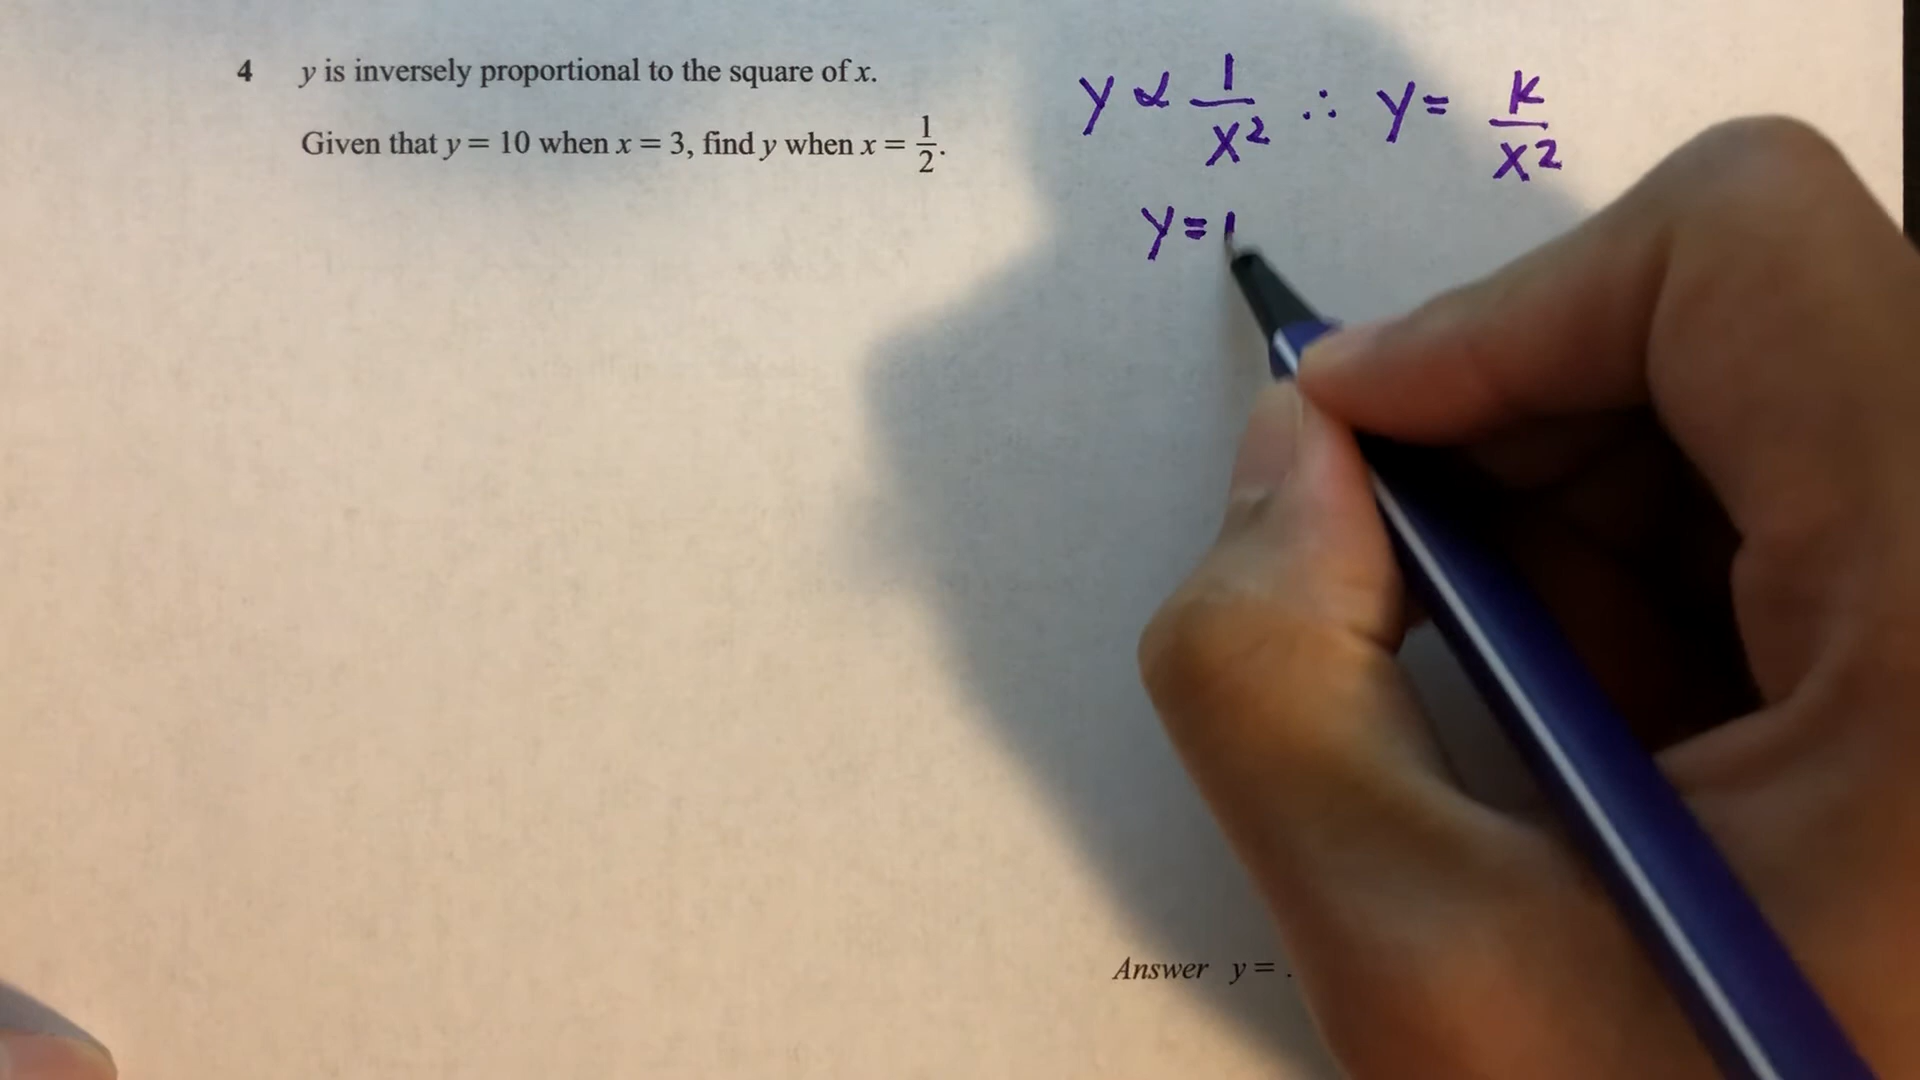 4 y is inversely proportional to the square of x.
Given that y = 10 when x = 3, find y when x = 1/2.
y ∝ 1/x² ∴ y = k/x²
y = 1
Answer y = .